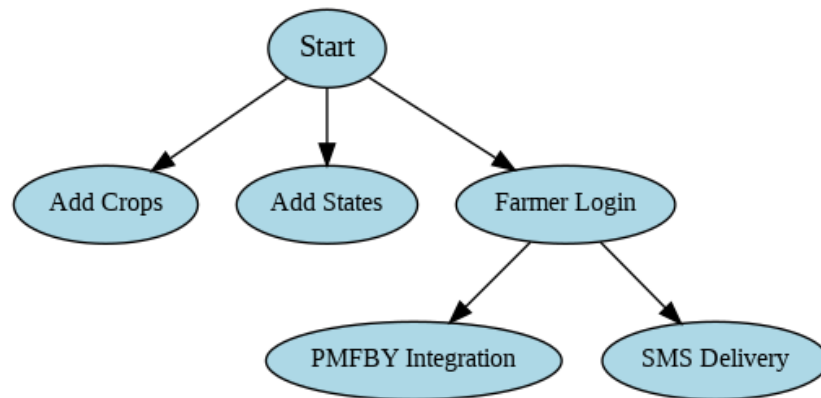 Start
Add Crops
Add States
Farmer Login
PMFBY Integration
SMS Delivery